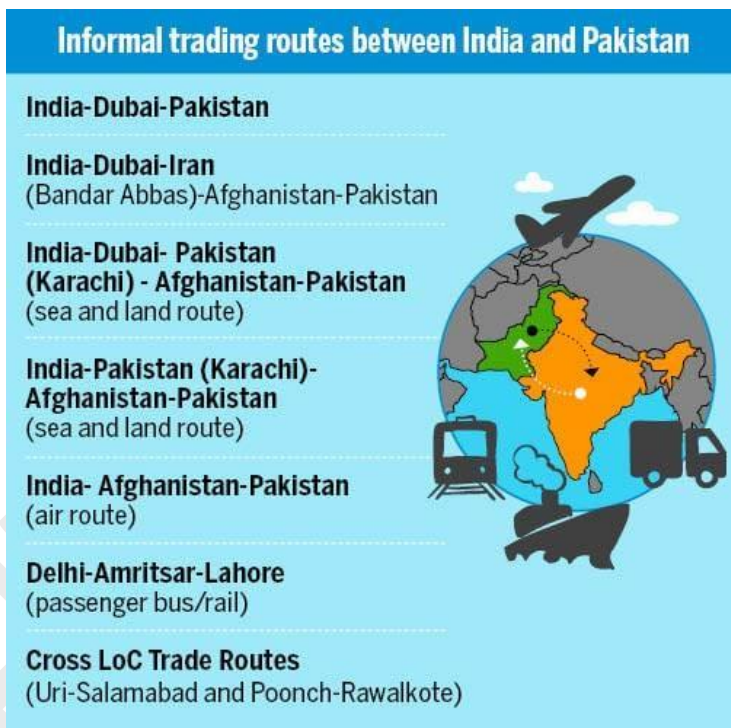 Informal trading routes between India and Pakistan
India-Dubai-Pakistan
India-Dubai-Iran
(Bandar Abbas)-Afghanistan-Pakistan
India-Dubai- Pakistan
(Karachi) - Afghanistan-Pakistan
(sea and land route)
India-Pakistan (Karachi)-
Afghanistan-Pakistan
(sea and land route)
India- Afghanistan-Pakistan
(air route)
Delhi-Amritsar-Lahore
(passenger bus/rail)
Cross LoC Trade Routes
(Uri-Salamabad and Poonch-Rawalkote)